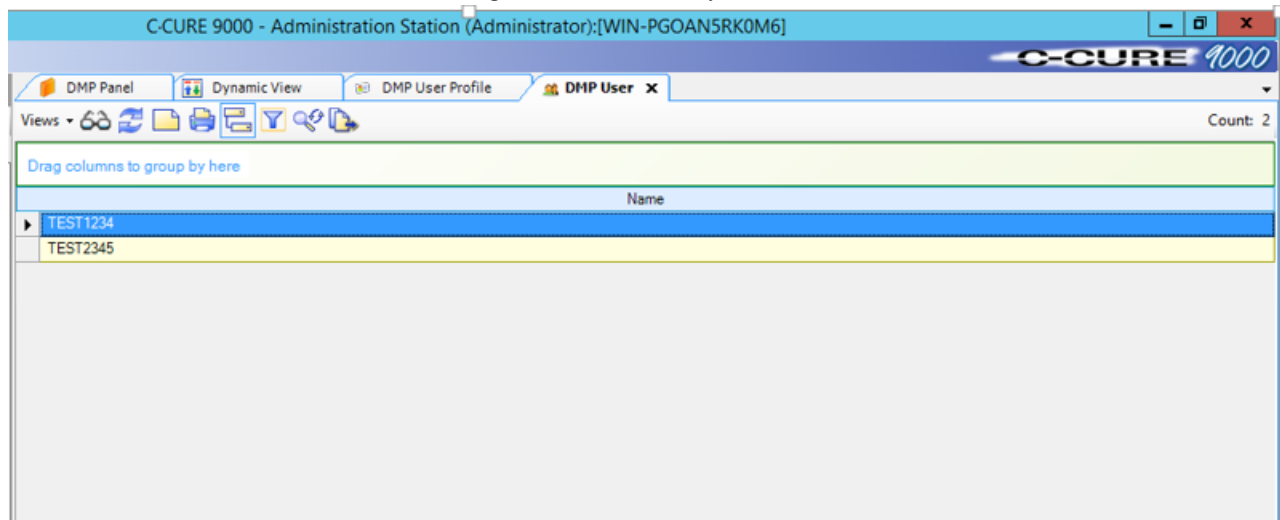 C-CURE 9000 - Administration Station (Administrator):[WIN-PGOAN5RK0M6]
C-CURE 9000
DMP Panel Dynamic View DMP User Profile DMP User X
Views Count: 2
Drag columns to group by here
Name
TEST1234
TEST2345